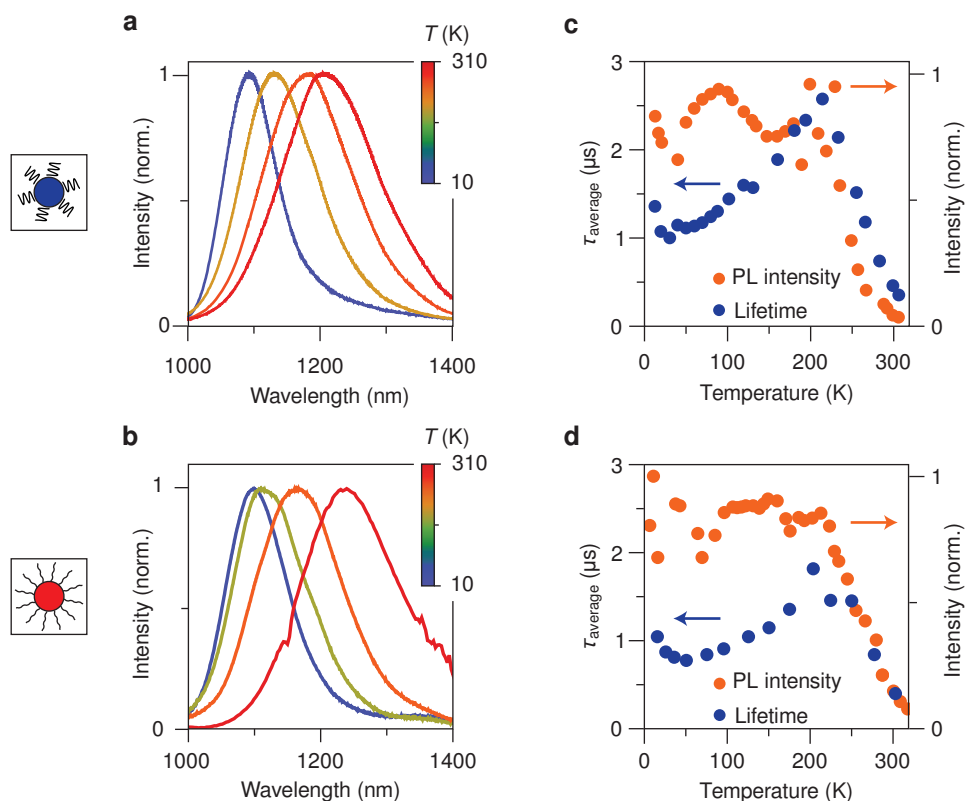 a
T (K)
310
10
1
0
Intensity (norm.)
1000
1200
1400
Wavelength (nm)
c
3
2
1
0
τaverage (µs)
1
0
Intensity (norm.)
PL intensity
Lifetime
0
100
200
300
Temperature (K)
b
T (K)
310
10
1
0
Intensity (norm.)
1000
1200
1400
Wavelength (nm)
d
3
2
1
0
τaverage (µs)
1
0
Intensity (norm.)
PL intensity
Lifetime
0
100
200
300
Temperature (K)